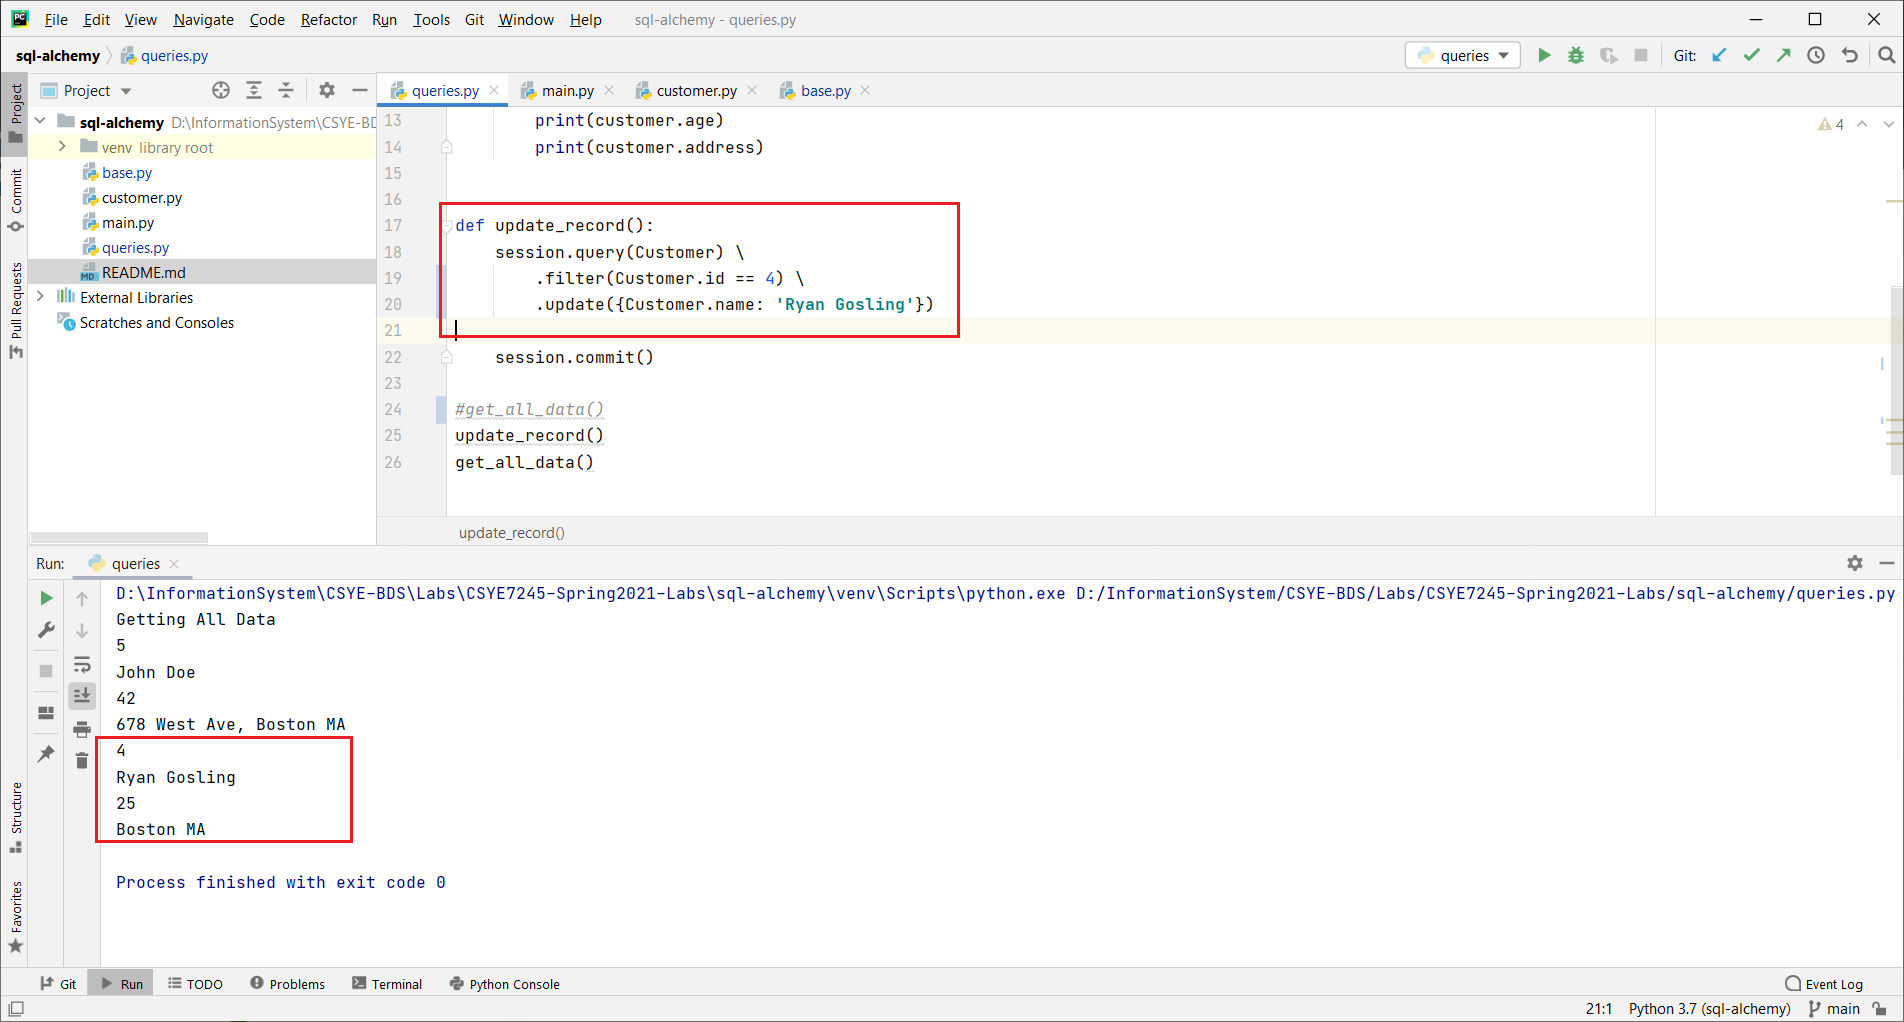 PC File Edit View Navigate Code Refactor Run Tools Git Window Help sql-alchemy - queries.py
sql-alchemy queries.py queries Git:
Project queries.py main.py customer.py base.py
Project
Commit
Pull Requests
Structure
Favorites
sql-alchemy D:\InformationSystem\CSYE-BD
venv library root
base.py
customer.py
main.py
queries.py
MD README.md
External Libraries
Scratches and Consoles
4
13 print(customer.age)
14 print(customer.address)
15
16
17 def update_record():
18 session.query(Customer) \
19 .filter(Customer.id == 4) \
20 .update({Customer.name: 'Ryan Gosling'})
21
22 session.commit()
23
24 #get_all_data()
25 update_record()
26 get_all_data()
update_record()
Run: queries
D:\InformationSystem\CSYE-BDS\Labs\CSYE7245-Spring2021-Labs\sql-alchemy\venv\Scripts\python.exe D:/InformationSystem/CSYE-BDS/Labs/CSYE7245-Spring2021-Labs/sql-alchemy/queries.py
Getting All Data
5
John Doe
42
678 West Ave, Boston MA
4
Ryan Gosling
25
Boston MA
Process finished with exit code 0
Git Run TODO Problems Terminal Python Console Event Log
21:1 Python 3.7 (sql-alchemy) main